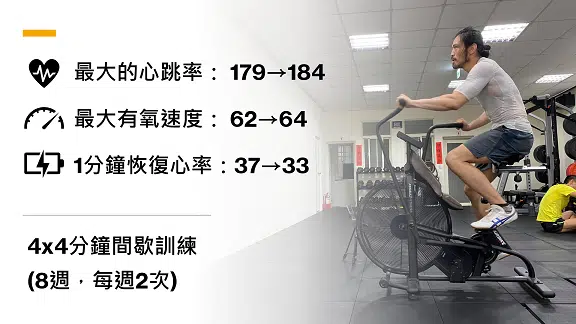 最大的心跳率： 179→184
最大有氧速度： 62→64
1分鐘恢復心率：37→33
4x4分鐘間歇訓練
(8週，每週2次)